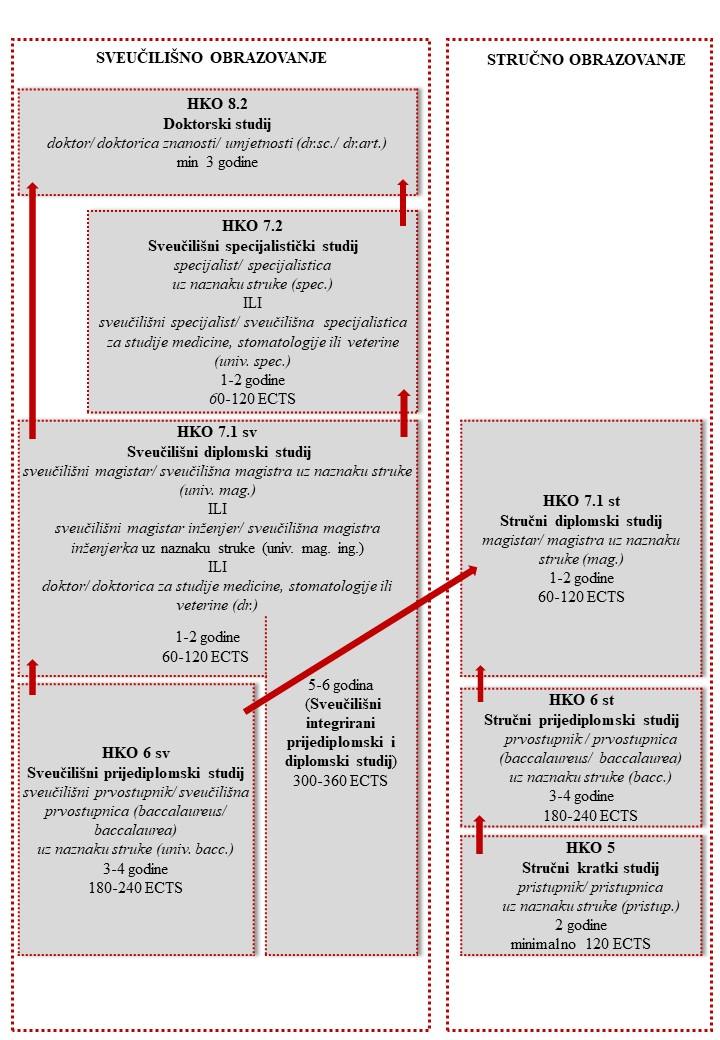 SVEUČILIŠNO OBRAZOVANJE
HKO 8.2
Doktorski studij
doktor/ doktorica znanosti/ umjetnosti (dr.sc./ dr.art.)
min 3 godine
HKO 7.2
Sveučilišni specijalistički studij
specijalist/ specijalistica
uz naznaku struke (spec.)
ILI
sveučilišni specijalist/ sveučilišna specijalistica
za studije medicine, stomatologije ili veterine
(univ. spec.)
1-2 godine
60-120 ECTS
HKO 7.1 sv
Sveučilišni diplomski studij
sveučilišni magistar/ sveučilišna magistra uz naznaku struke
(univ. mag.)
ILI
sveučilišni magistar inženjer/ sveučilišna magistra
inženjerka uz naznaku struke (univ. mag. ing.)
ILI
doktor/ doktorica za studije medicine, stomatologije ili
veterine (dr.)
1-2 godine
60-120 ECTS
5-6 godina
(Sveučilišni
integrirani
prijediplomski i
diplomski studij)
300-360 ECTS
HKO 6 sv
Sveučilišni prijediplomski studij
sveučilišni prvostupnik/ sveučilišna
prvostupnica (baccalaureus/
baccalaurea)
uz naznaku struke (univ. bacc.)
3-4 godine
180-240 ECTS
STRUČNO OBRAZOVANJE
HKO 7.1 st
Stručni diplomski studij
magistar/ magistra uz naznaku
struke (mag.)
1-2 godine
60-120 ECTS
HKO 6 st
Stručni prijediplomski studij
prvostupnik / prvostupnica
(baccalaureus/ baccalaurea)
uz naznaku struke (bacc.)
3-4 godine
180-240 ECTS
HKO 5
Stručni kratki studij
pristupnik/ pristupnica
uz naznaku struke (pristup.)
2 godine
minimalno 120 ECTS